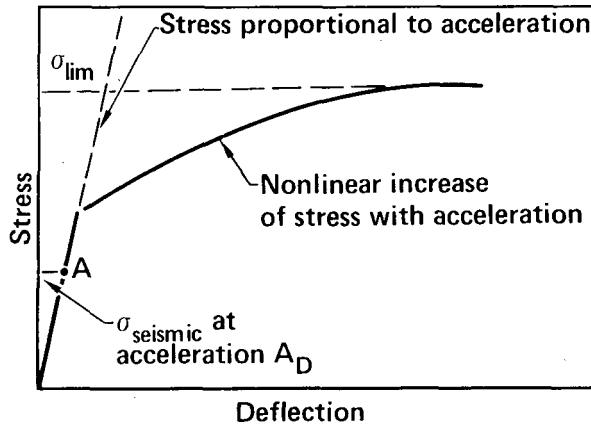 Stress proportional to acceleration
σlim
Nonlinear increase
of stress with acceleration
Stress
A
σseismic at
acceleration AD
Deflection